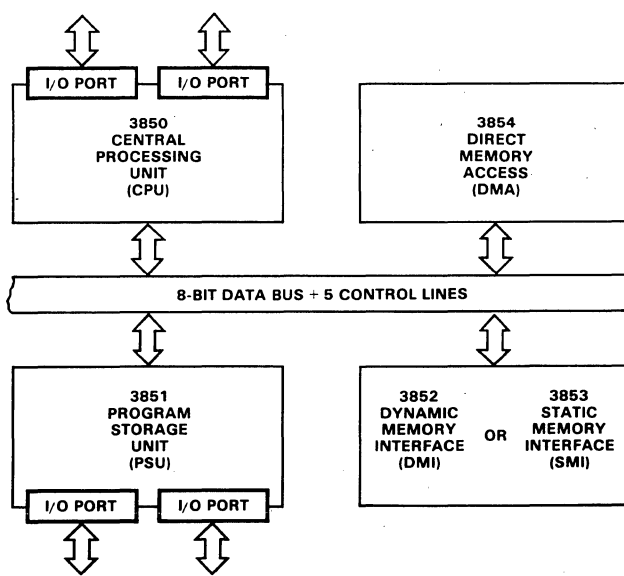 I/O PORT
I/O PORT
3850
CENTRAL
PROCESSING
UNIT
(CPU)
3854
DIRECT
MEMORY
ACCESS
(DMA)
8-BIT DATA BUS + 5 CONTROL LINES
3851
PROGRAM
STORAGE
UNIT
(PSU)
I/O PORT
I/O PORT
3852
DYNAMIC
MEMORY
INTERFACE
(DMI)
OR
3853
STATIC
MEMORY
INTERFACE
(SMI)